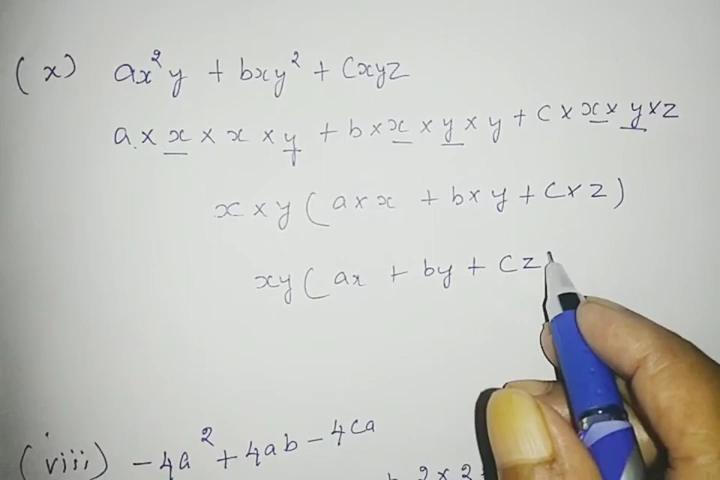 (x) ax²y + bxy² + Cxyz
a × x × x × y + b × x × y × y + C × x × y × z
x × y ( a × x + b × y + C × z )
xy ( ax + by + Cz
(viii) -4a² + 4ab - 4ca